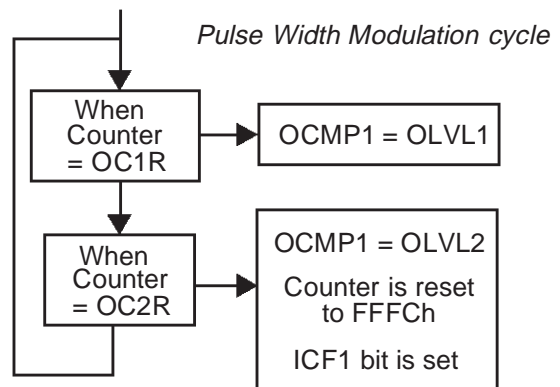 Pulse Width Modulation cycle
When
Counter
= OC1R
OCMP1 = OLVL1
When
Counter
= OC2R
OCMP1 = OLVL2
Counter is reset
to FFFCh
ICF1 bit is set